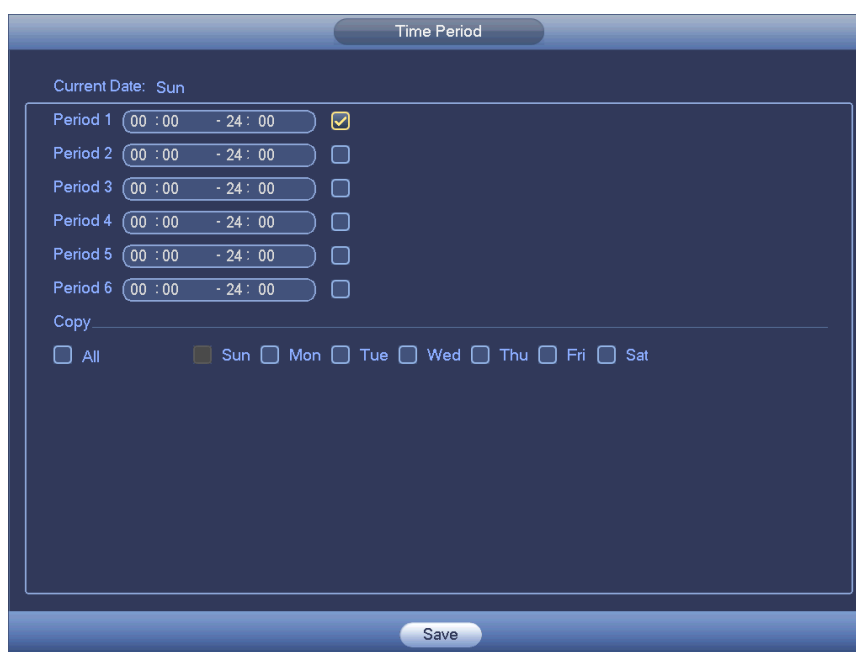 Time Period
Current Date: Sun
Period 1 00 :00 - 24 : 00
Period 2 00 :00 - 24 : 00
Period 3 00 :00 - 24 : 00
Period 4 00 :00 - 24 : 00
Period 5 00 :00 - 24 : 00
Period 6 00 :00 - 24 : 00
Copy
All Sun Mon Tue Wed Thu Fri Sat
Save